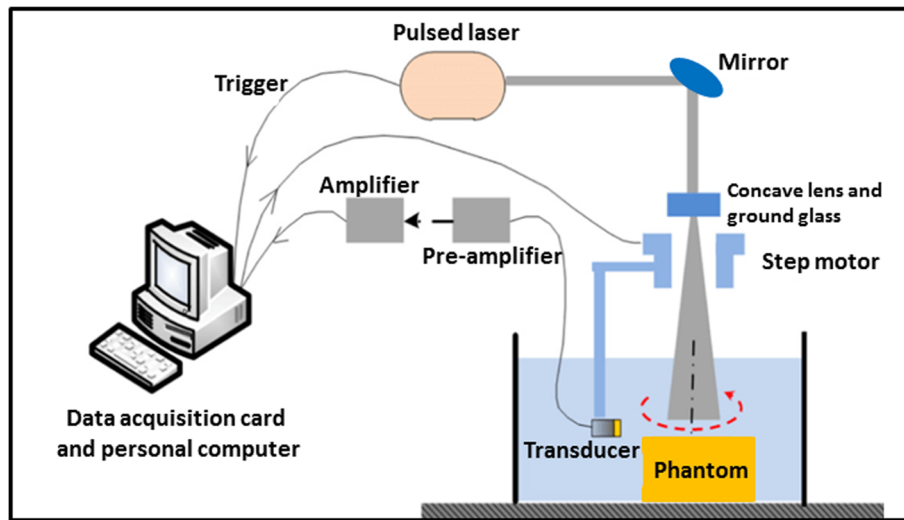 Pulsed laser
Mirror
Trigger
Concave lens and
ground glass
Amplifier
Pre-amplifier
Step motor
Data acquisition card
and personal computer
Transducer
Phantom